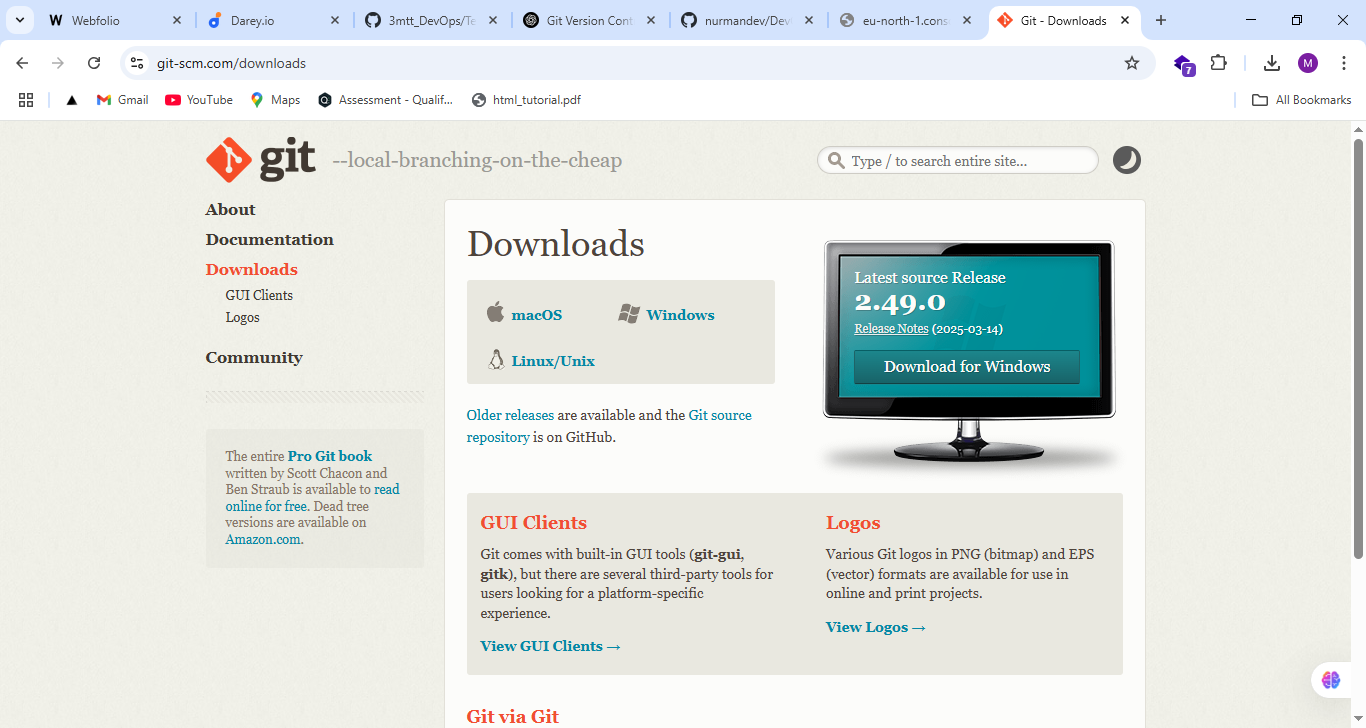 Webfolio
Darey.io
3mtt_DevOps/Te
Git Version Cont
nurmandev/Dev
eu-north-1.cons
Git - Downloads
git-scm.com/downloads
7
M
Gmail
YouTube
Maps
Assessment - Qualif...
html_tutorial.pdf
All Bookmarks
git --local-branching-on-the-cheap
Type / to search entire site...
About
Documentation
Downloads
GUI Clients
Logos
Community
The entire Pro Git book
written by Scott Chacon and
Ben Straub is available to read
online for free. Dead tree
versions are available on
Amazon.com.
Downloads
macOS
Windows
Linux/Unix
Older releases are available and the Git source
repository is on GitHub.
Latest source Release
2.49.0
Release Notes (2025-03-14)
Download for Windows
GUI Clients
Git comes with built-in GUI tools (git-gui,
gitk), but there are several third-party tools for
users looking for a platform-specific
experience.
View GUI Clients →
Logos
Various Git logos in PNG (bitmap) and EPS
(vector) formats are available for use in
online and print projects.
View Logos →
Git via Git